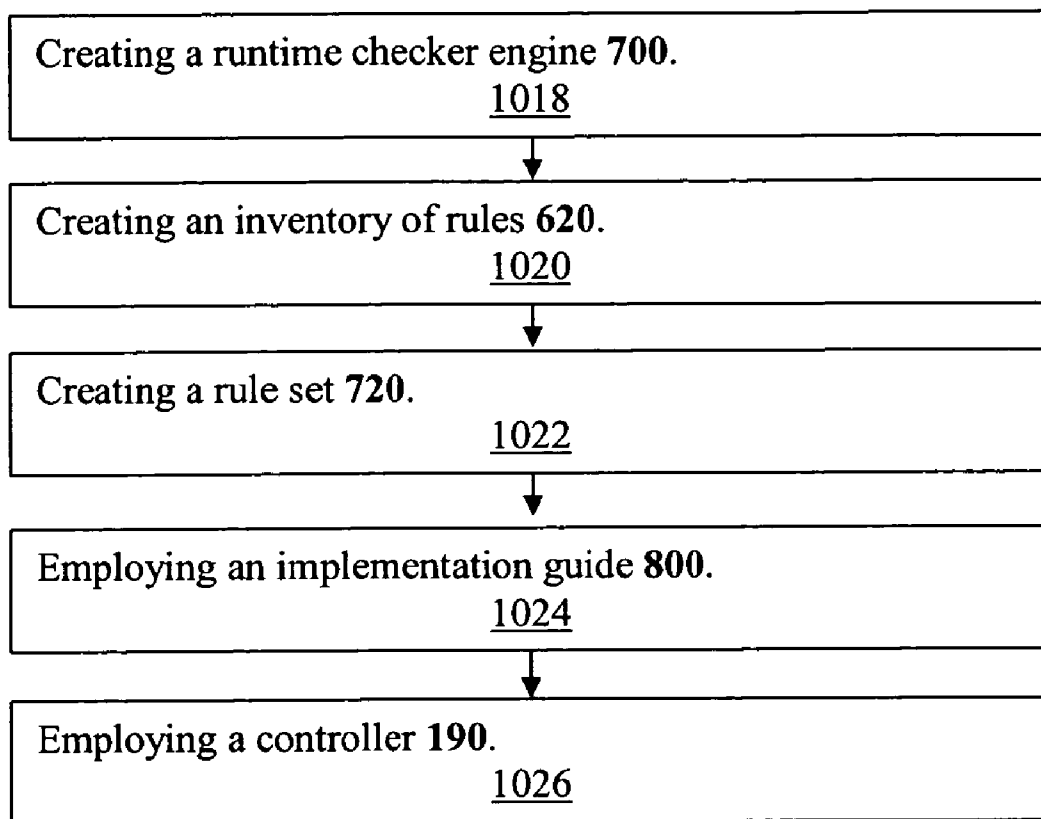 Creating a runtime checker engine 700.
1018
Creating an inventory of rules 620.
1020
Creating a rule set 720.
1022
Employing an implementation guide 800.
1024
Employing a controller 190.
1026